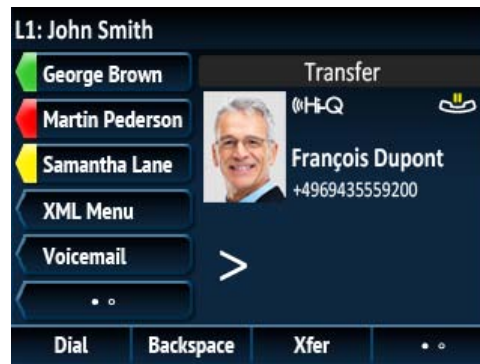 L1: John Smith
George Brown
Martin Pederson
Samantha Lane
XML Menu
Voicemail
Transfer
Hi-Q
François Dupont
+4969435559200
>
Dial Backspace Xfer